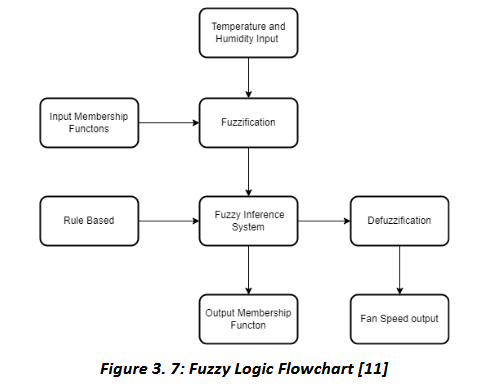 Temperature and
Humidity Input
Input Membership
Functons
Fuzzification
Rule Based
Fuzzy Inference
System
Defuzzification
Output Membership
Functon
Fan Speed output
Figure 3. 7: Fuzzy Logic Flowchart [11]